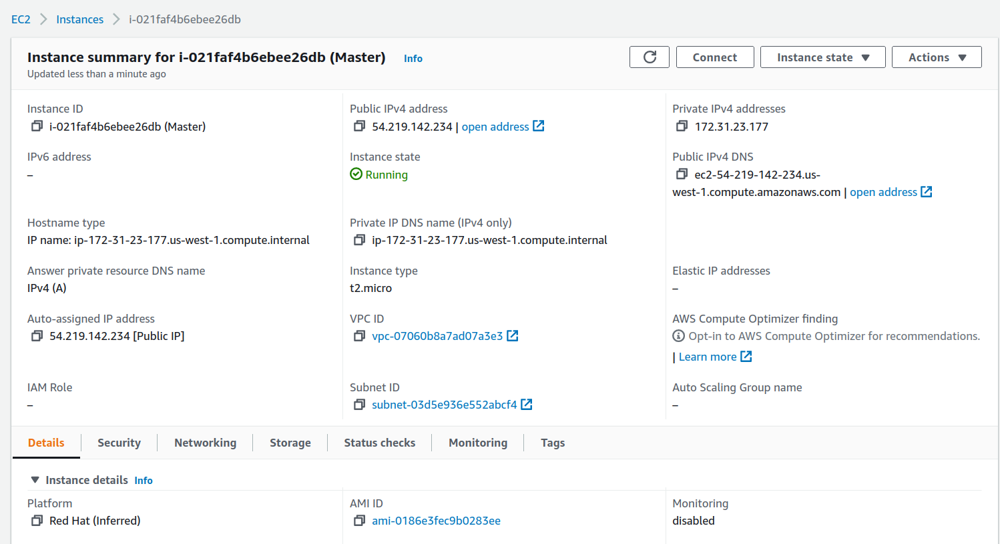 EC2 > Instances > i-021faf4b6ebee26db
Instance summary for i-021faf4b6ebee26db (Master) Info
Updated less than a minute ago
Connect
Instance state
Actions
Instance ID
i-021faf4b6ebee26db (Master)
Public IPv4 address
54.219.142.234 | open address
Private IPv4 addresses
172.31.23.177
IPv6 address
–
Instance state
Running
Public IPv4 DNS
ec2-54-219-142-234.us-
west-1.compute.amazonaws.com | open address
Hostname type
IP name: ip-172-31-23-177.us-west-1.compute.internal
Private IP DNS name (IPv4 only)
ip-172-31-23-177.us-west-1.compute.internal
Answer private resource DNS name
IPv4 (A)
Instance type
t2.micro
Elastic IP addresses
–
Auto-assigned IP address
54.219.142.234 [Public IP]
VPC ID
vpc-07060b8a7ad07a3e3
AWS Compute Optimizer finding
Opt-in to AWS Compute Optimizer for recommendations.
| Learn more
IAM Role
–
Subnet ID
subnet-03d5e936e552abcf4
Auto Scaling Group name
–
Details
Security
Networking
Storage
Status checks
Monitoring
Tags
Instance details Info
Platform
Red Hat (Inferred)
AMI ID
ami-0186e3fec9b0283ee
Monitoring
disabled